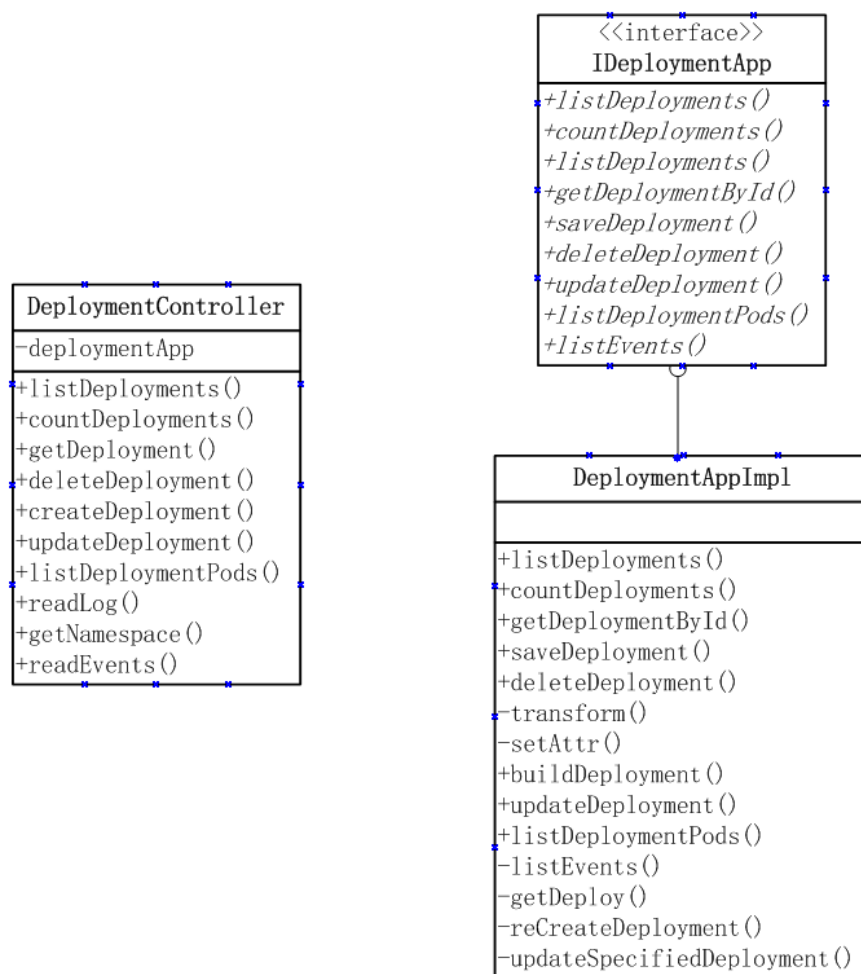 <<interface>>
IDeploymentApp
+listDeployments()
+countDeployments()
+listDeployments()
+getDeploymentById()
+saveDeployment()
+deleteDeployment()
+updateDeployment()
+listDeploymentPods()
+listEvents()
DeploymentController
-deploymentApp
+listDeployments()
+countDeployments()
+getDeployment()
+deleteDeployment()
+createDeployment()
+updateDeployment()
+listDeploymentPods()
+readLog()
+getNamespace()
+readEvents()
DeploymentAppImpl
+listDeployments()
+countDeployments()
+getDeploymentById()
+saveDeployment()
+deleteDeployment()
-transform()
-setAttr()
+buildDeployment()
+updateDeployment()
+listDeploymentPods()
-listEvents()
-getDeploy()
-reCreateDeployment()
-updateSpecifiedDeployment()